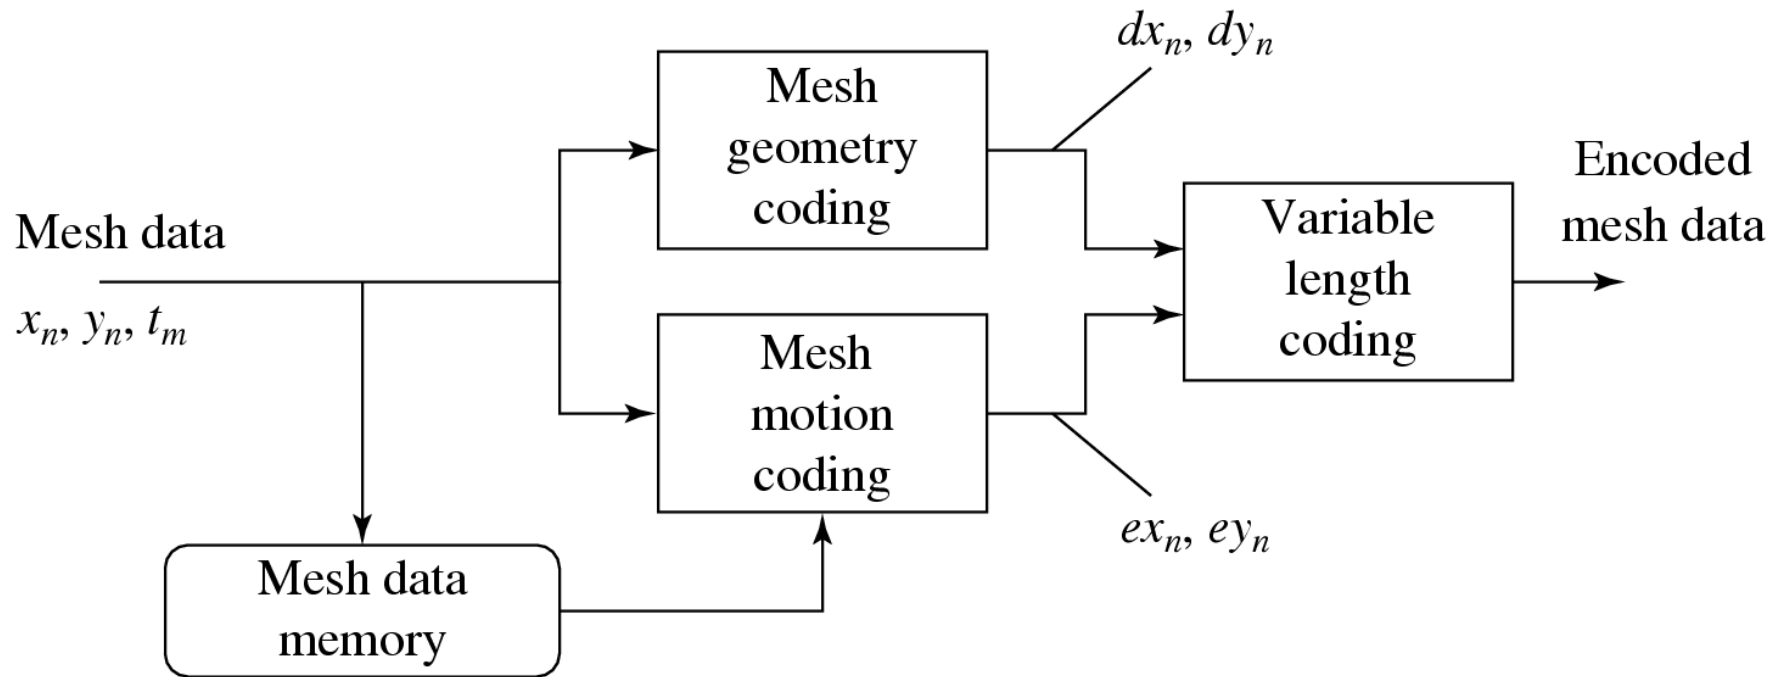 dxₙ, dyₙ
Mesh
geometry
coding
Encoded
mesh data
Variable
length
coding
Mesh data
xₙ, yₙ, tₘ
Mesh
motion
coding
exₙ, eyₙ
Mesh data
memory